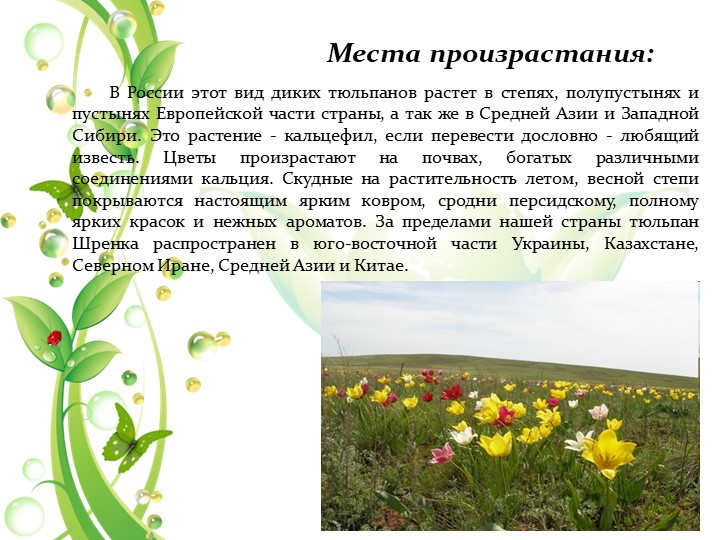 Места произрастания:
В России этот вид диких тюльпанов растет в степях, полупустынях и
пустынях Европейской части страны, а так же в Средней Азии и Западной
Сибири. Это растение - кальцефил, если перевести дословно - любящий
известь. Цветы произрастают на почвах, богатых различными
соединениями кальция. Скудные на растительность летом, весной степи
покрываются настоящим ярким ковром, сродни персидскому, полному
ярких красок и нежных ароматов. За пределами нашей страны тюльпан
Шренка распространен в юго-восточной части Украины, Казахстане,
Северном Иране, Средней Азии и Китае.